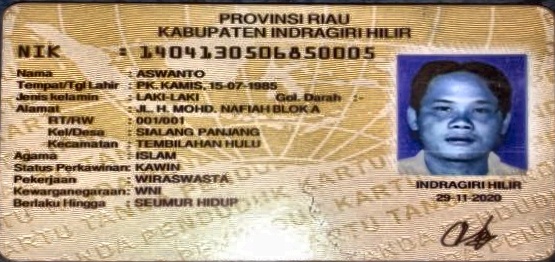 PROVINSI RIAU
KABUPATEN INDRAGIRI HILIR
NIK : 1404130506850005
Nama : ASWANTO
Tempat/Tgl Lahir : PK. KAMIS, 15-07-1985
Jenis kelamin : LAKI-LAKI Gol. Darah :-
Alamat : JL. H. MOHD. NAFIAH BLOK A
RT/RW : 001/001
Kel/Desa : SIALANG PANJANG
Kecamatan : TEMBILAHAN HULU
Agama : ISLAM
Status Perkawinan: KAWIN
Pekerjaan : WIRASWASTA
Kewarganegaraan: WNI
Berlaku Hingga : SEUMUR HIDUP
INDRAGIRI HILIR
29-11-2020